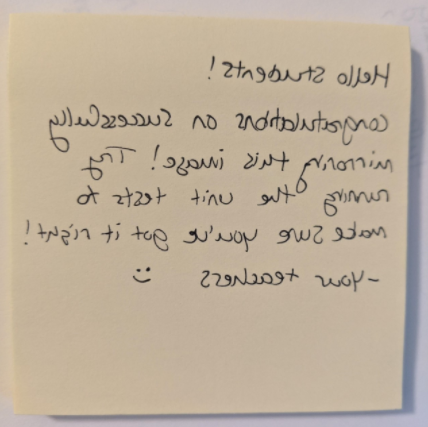 Hello Students!
Congratulations on successfully
mirroring this image! Try
running the unit tests to
make sure you've got it right!
-your teachers :)